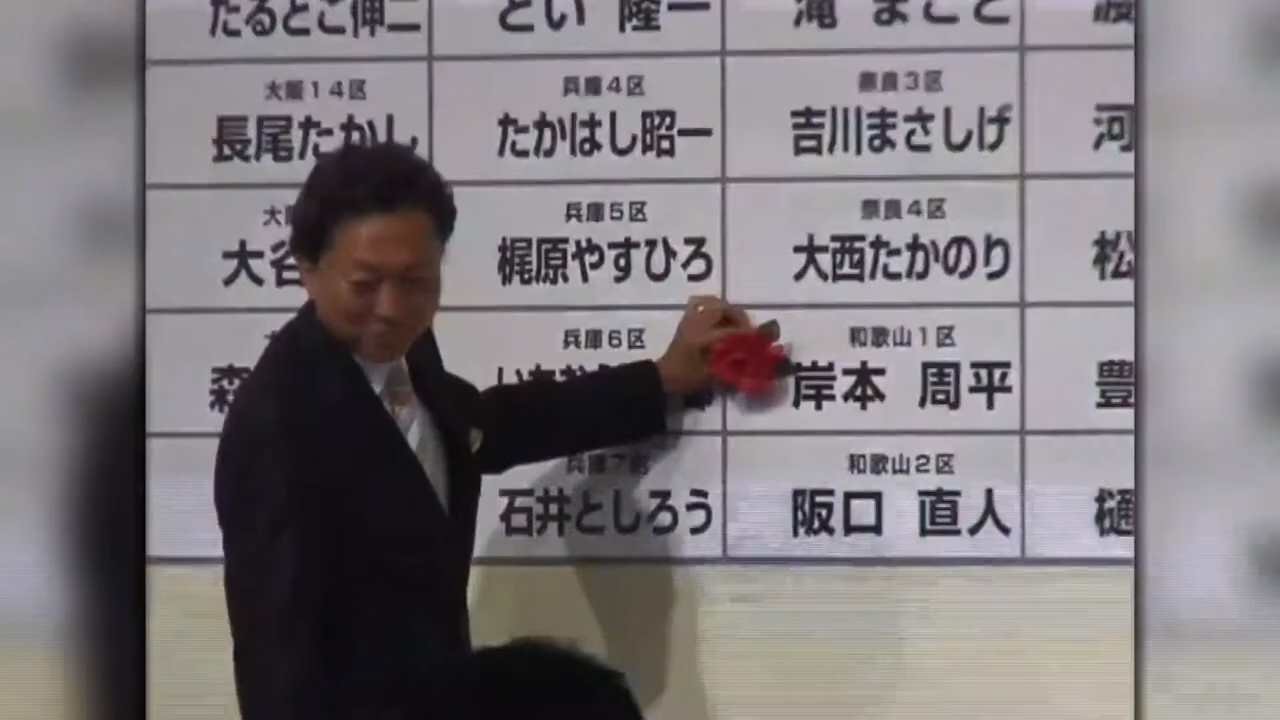 たるとこ伸二
とい 隆一
滝 まこと
渡
大阪14区
長尾たかし
兵庫4区
たかはし昭一
奈良3区
吉川まさしげ
河
大
大谷
兵庫5区
梶原やすひろ
奈良4区
大西たかのり
松
森
兵庫6区
和歌山1区
岸本 周平
豊
兵庫7区
石井としろう
和歌山2区
阪口 直人
樋